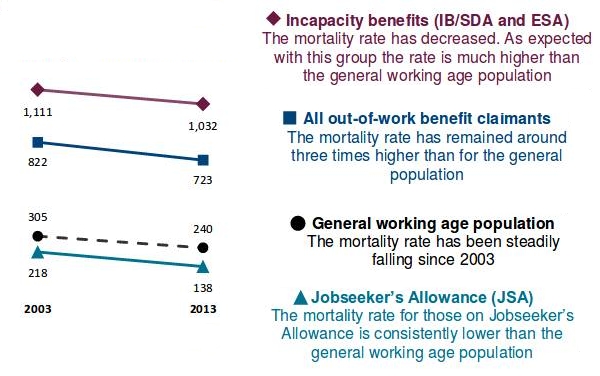 Incapacity benefits (IB/SDA and ESA)
The mortality rate has decreased. As expected
with this group the rate is much higher than
the general working age population
1,111
1,032
All out-of-work benefit claimants
The mortality rate has remained around
three times higher than for the general
population
822
723
General working age population
The mortality rate has been steadily
falling since 2003
305
240
218
138
2003 2013
Jobseeker's Allowance (JSA)
The mortality rate for those on Jobseeker's
Allowance is consistently lower than the
general working age population